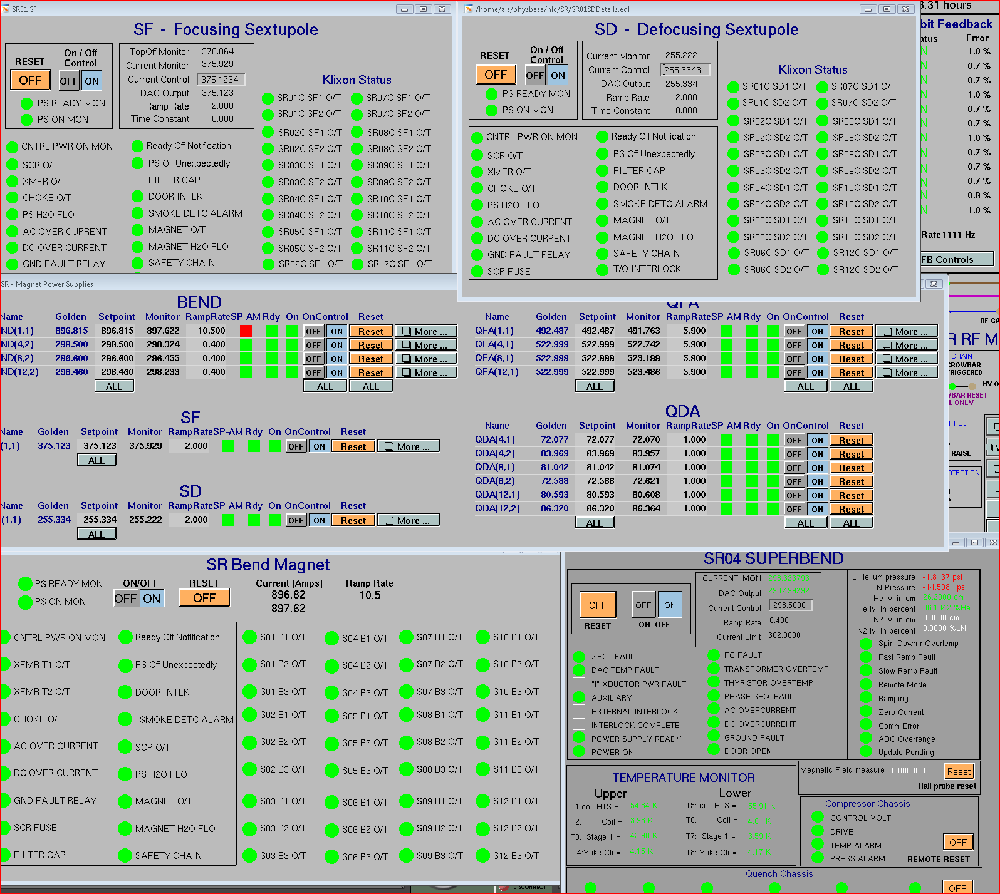 SR01 SF
SF - Focusing Sextupole
RESET
On / Off
Control
OFF
OFF ON
PS READY MON
PS ON MON
TopOff Monitor 378.064
Current Monitor 375.929
Current Control 375.1234
DAC Output 375.123
Ramp Rate 2.000
Time Constant 0.000
CNTRL PWR ON MON Ready Off Notification
SCR O/T PS Off Unexpectedly
XMFR O/T FILTER CAP
CHOKE O/T DOOR INTLK
PS H2O FLO SMOKE DETC ALARM
AC OVER CURRENT MAGNET O/T
DC OVER CURRENT MAGNET H2O FLO
GND FAULT RELAY SAFETY CHAIN
Klixon Status
SR01C SF1 O/T SR07C SF1 O/T
SR01C SF2 O/T SR07C SF2 O/T
SR02C SF1 O/T SR08C SF1 O/T
SR02C SF2 O/T SR08C SF2 O/T
SR03C SF1 O/T SR09C SF1 O/T
SR03C SF2 O/T SR09C SF2 O/T
SR04C SF1 O/T SR10C SF1 O/T
SR04C SF2 O/T SR10C SF2 O/T
SR05C SF1 O/T SR11C SF1 O/T
SR05C SF2 O/T SR11C SF2 O/T
SR06C SF1 O/T SR12C SF1 O/T
/home/als/physbase/hlc/SR/SR01SDDetails.edl
SD - Defocusing Sextupole
RESET
On / Off
Control
OFF
OFF ON
PS READY MON
PS ON MON
Current Monitor 255.222
Current Control 255.3343
DAC Output 255.334
Ramp Rate 2.000
Time Constant 0.000
CNTRL PWR ON MON Ready Off Notification
SCR O/T PS Off Unexpectedly
XMFR O/T FILTER CAP
CHOKE O/T DOOR INTLK
PS H2O FLO SMOKE DETC ALARM
AC OVER CURRENT MAGNET O/T
DC OVER CURRENT MAGNET H2O FLO
GND FAULT RELAY SAFETY CHAIN
SCR FUSE T/O INTERLOCK
Klixon Status
SR01C SD1 O/T SR07C SD1 O/T
SR01C SD2 O/T SR07C SD2 O/T
SR02C SD1 O/T SR08C SD1 O/T
SR02C SD2 O/T SR08C SD2 O/T
SR03C SD1 O/T SR09C SD1 O/T
SR03C SD2 O/T SR09C SD2 O/T
SR04C SD1 O/T SR10C SD1 O/T
SR04C SD2 O/T SR10C SD2 O/T
SR05C SD1 O/T SR11C SD1 O/T
SR05C SD2 O/T SR11C SD2 O/T
SR06C SD1 O/T SR12C SD1 O/T
SR06C SD2 O/T SR12C SD2 O/T
3.31 hours
bit Feedback
atus Error
N 1.0 %
N 0.7 %
N 0.7 %
N 1.0 %
N 0.7 %
N 0.7 %
N 1.0 %
N 0.7 %
N 0.7 %
N 0.7 %
N 0.8 %
N 1.0 %
Rate 1111 Hz
FB Controls
SR - Magnet Power Supplies
BEND
Name Golden Setpoint Monitor RampRate SP-AM Rdy On OnControl Reset
ND(1,1) 896.815 896.815 897.622 10.500 OFF ON Reset More ...
ND(4,2) 298.500 298.500 298.324 0.400 OFF ON Reset More ...
ND(8,2) 296.600 296.600 296.455 0.400 OFF ON Reset More ...
ND(12,2) 298.460 298.460 298.233 0.400 OFF ON Reset More ...
ALL ALL ALL
SF
Name Golden Setpoint Monitor RampRate SP-AM Rdy On OnControl Reset
(1,1) 375.123 375.123 375.929 2.000 OFF ON Reset More ...
ALL
SD
Name Golden Setpoint Monitor RampRate SP-AM Rdy On OnControl Reset
(1,1) 255.334 255.334 255.222 2.000 OFF ON Reset More ...
ALL
QFA
Name Golden Setpoint Monitor RampRate SP-AM Rdy On OnControl Reset
QFA(1,1) 492.487 492.487 491.763 5.900 OFF ON Reset More ...
QFA(4,1) 522.999 522.999 522.742 5.900 OFF ON Reset More ...
QFA(8,1) 522.999 522.999 523.199 5.900 OFF ON Reset More ...
QFA(12,1) 522.999 522.999 523.486 5.900 OFF ON Reset More ...
ALL ALL ALL
QDA
Name Golden Setpoint Monitor RampRate SP-AM Rdy On OnControl Reset
QDA(4,1) 72.077 72.077 72.070 1.000 OFF ON Reset
QDA(4,2) 83.969 83.969 83.957 1.000 OFF ON Reset
QDA(8,1) 81.042 81.042 81.074 1.000 OFF ON Reset
QDA(8,2) 72.588 72.588 72.621 1.000 OFF ON Reset
QDA(12,1) 80.593 80.593 80.608 1.000 OFF ON Reset
QDA(12,2) 86.320 86.320 86.364 1.000 OFF ON Reset
ALL ALL ALL
RF GA
R RF M
CHAIN
CROWBAR
TRIGGERED
HV O
WBAR RESET
L ONLY
TROL
RAISE
OTECTION
SR Bend Magnet
PS READY MON
PS ON MON
ON/OFF
OFF ON
RESET
OFF
Current [Amps] Ramp Rate
896.82 10.5
897.62
CNTRL PWR ON MON Ready Off Notification
XFMR T1 O/T PS Off Unexpectedly
XFMR T2 O/T DOOR INTLK
CHOKE O/T SMOKE DETC ALARM
AC OVER CURRENT SCR O/T
DC OVER CURRENT PS H2O FLO
GND FAULT RELAY MAGNET O/T
SCR FUSE MAGNET H2O FLO
FILTER CAP SAFETY CHAIN
S01 B1 O/T S04 B1 O/T S07 B1 O/T S10 B1 O/T
S01 B2 O/T S04 B2 O/T S07 B2 O/T S10 B2 O/T
S01 B3 O/T S04 B3 O/T S07 B3 O/T S10 B3 O/T
S02 B1 O/T S05 B1 O/T S08 B1 O/T S11 B1 O/T
S02 B2 O/T S05 B2 O/T S08 B2 O/T S11 B2 O/T
S02 B3 O/T S05 B3 O/T S08 B3 O/T S11 B3 O/T
S03 B1 O/T S06 B1 O/T S09 B1 O/T S12 B1 O/T
S03 B2 O/T S06 B2 O/T S09 B2 O/T S12 B2 O/T
S03 B3 O/T S06 B3 O/T S09 B3 O/T S12 B3 O/T
DISCONNECT
SR04 SUPERBEND
OFF
RESET
OFF ON
ON_OFF
CURRENT_MON
DAC Output
Current Control 298.5000
Ramp Rate 0.400
Current Limit 302.0000
ZFCT FAULT FC FAULT
DAC TEMP FAULT TRANSFORMER OVERTEMP
"I" XDUCTOR PWR FAULT THYRISTOR OVERTEMP
AUXILIARY PHASE SEQ. FAULT
EXTERNAL INTERLOCK AC OVERCURRENT
INTERLOCK COMPLETE DC OVERCURRENT
POWER SUPPLY READY GROUND FAULT
POWER ON DOOR OPEN
L Helium pressure -1.8137 psi
LN Pressure -14.5081 psi
He lvl in cm
He lvl in percent
N2 lvl in cm 0.0000 cm
N2 lvl in percent 0.0000 %LN
Spin-Down r Overtemp
Fast Ramp Fault
Slow Ramp Fault
Remote Mode
Ramping
Zero Current
Comm Error
ADC Overrange
Update Pending
TEMPERATURE MONITOR
Upper Lower
T1:coil HTS = T5: coil HTS =
T2: Coil = T6: Coil =
T3: Stage 1 = T7: Stage 1 =
T4:Yoke Ctr = T8: Yoke Ctr =
Magnetic Field measure 0.00000 T Reset
Hall probe reset
Compressor Chassis
CONTROL VOLT
DRIVE
TEMP ALARM
PRESS ALARM
OFF
REMOTE RESET
Quench Chassis
OFF